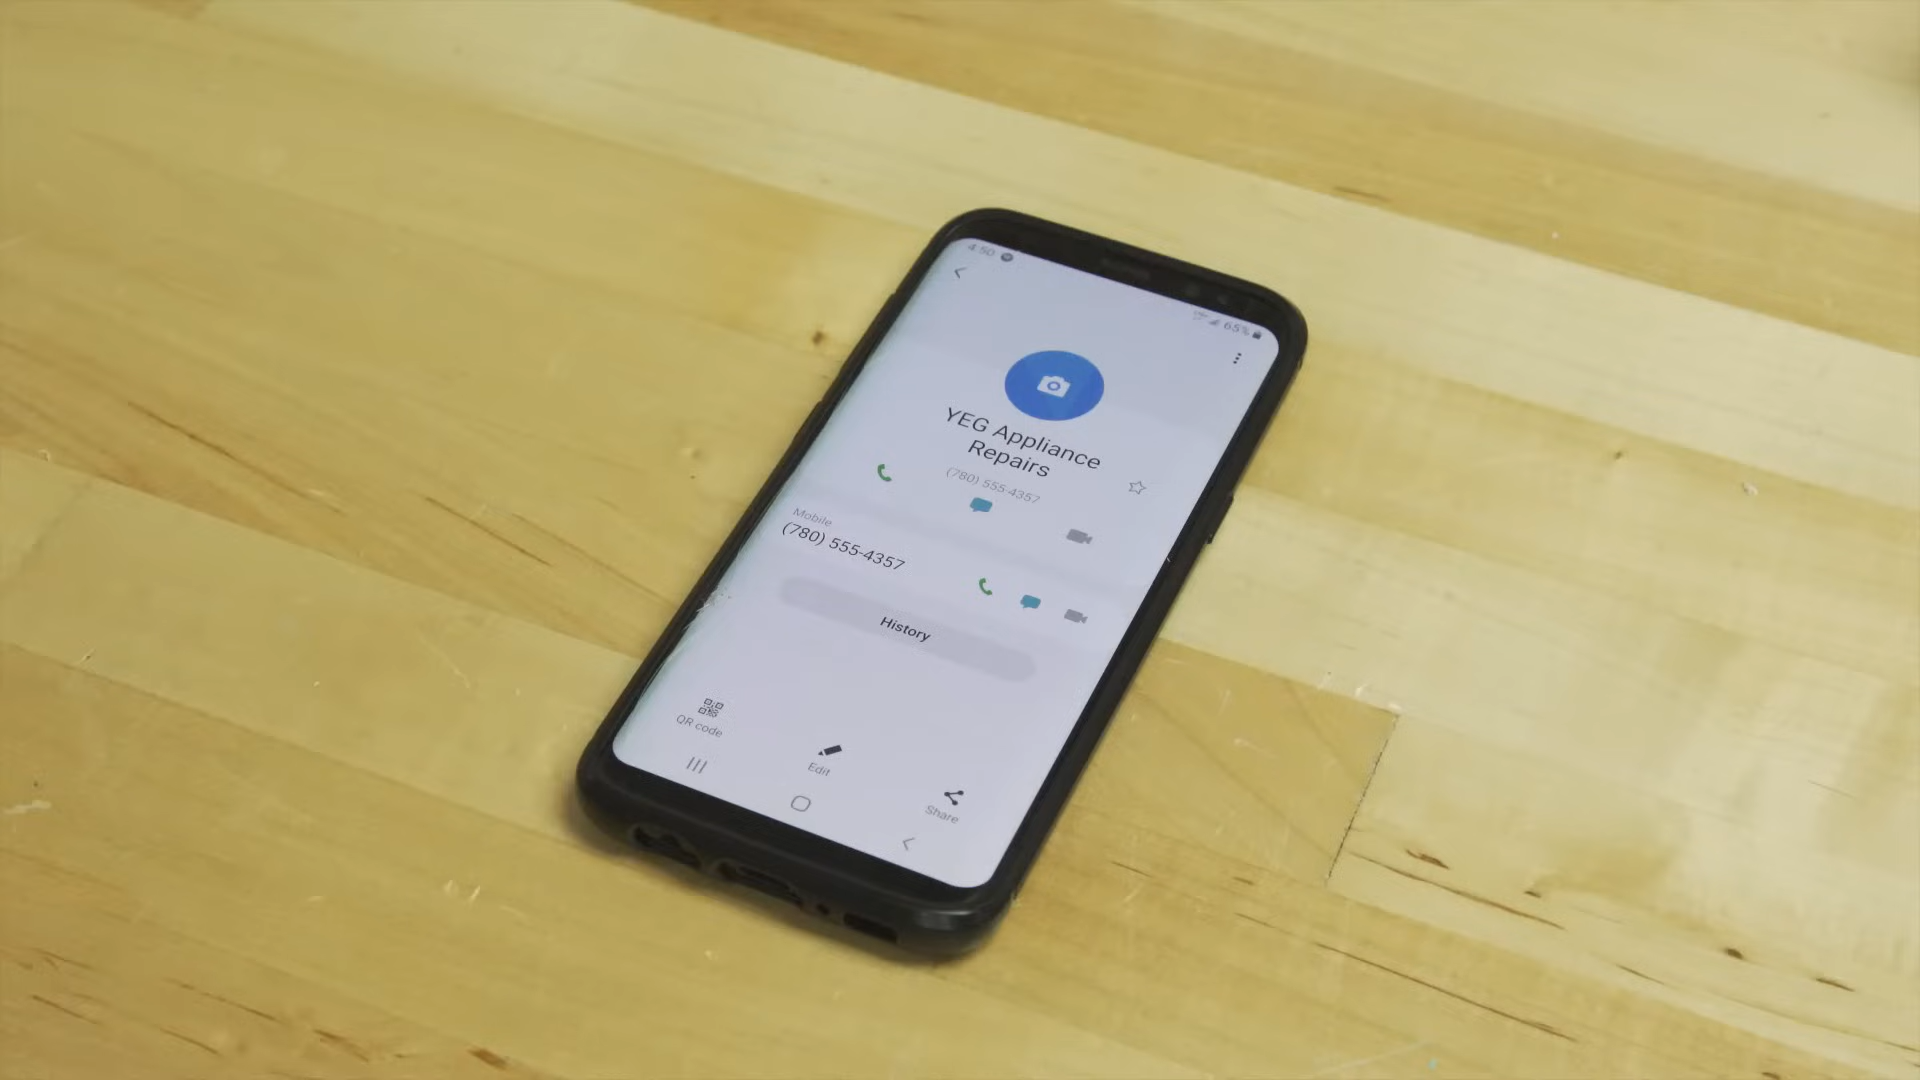 4:50
65%
YEG Appliance
Repairs
(780) 555-4357
Mobile
(780) 555-4357
History
QR code
Edit
Share